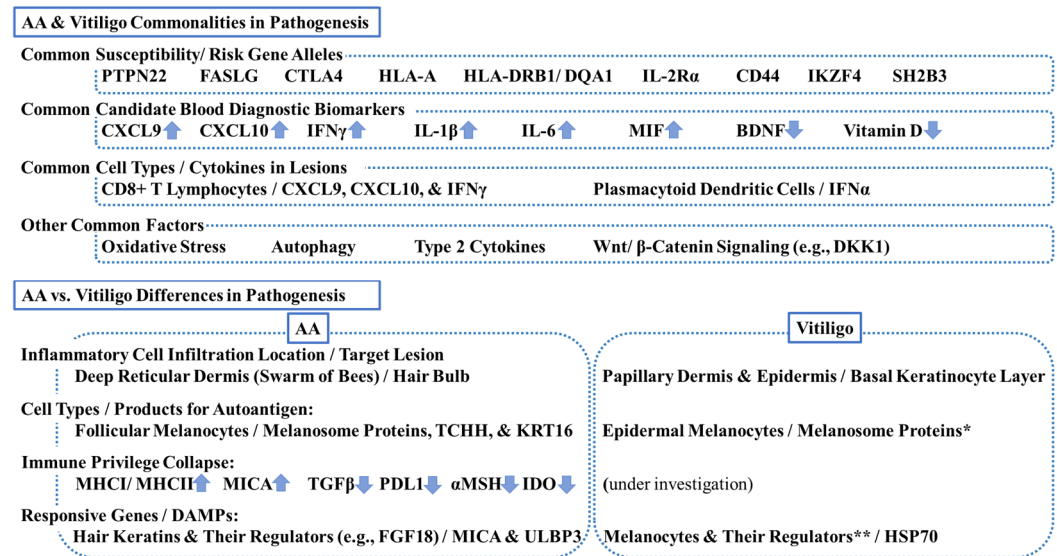 AA & Vitiligo Commonalities in Pathogenesis
Common Susceptibility/ Risk Gene Alleles
PTPN22 FASLG CTLA4 HLA-A HLA-DRB1/ DQA1 IL-2Rα CD44 IKZF4 SH2B3
Common Candidate Blood Diagnostic Biomarkers
CXCL9 CXCL10 IFNγ IL-1β IL-6 MIF BDNF Vitamin D
Common Cell Types / Cytokines in Lesions
CD8+ T Lymphocytes / CXCL9, CXCL10, & IFNγ Plasmacytoid Dendritic Cells / IFNα
Other Common Factors
Oxidative Stress Autophagy Type 2 Cytokines Wnt/ β-Catenin Signaling (e.g., DKK1)
AA vs. Vitiligo Differences in Pathogenesis
AA Vitiligo
Inflammatory Cell Infiltration Location / Target Lesion
Deep Reticular Dermis (Swarm of Bees) / Hair Bulb Papillary Dermis & Epidermis / Basal Keratinocyte Layer
Cell Types / Products for Autoantigen:
Follicular Melanocytes / Melanosome Proteins, TCHH, & KRT16 Epidermal Melanocytes / Melanosome Proteins*
Immune Privilege Collapse:
MHCI/ MHCII MICA TGFβ PDL1 αMSH IDO (under investigation)
Responsive Genes / DAMPs:
Hair Keratins & Their Regulators (e.g., FGF18) / MICA & ULBP3 Melanocytes & Their Regulators** / HSP70